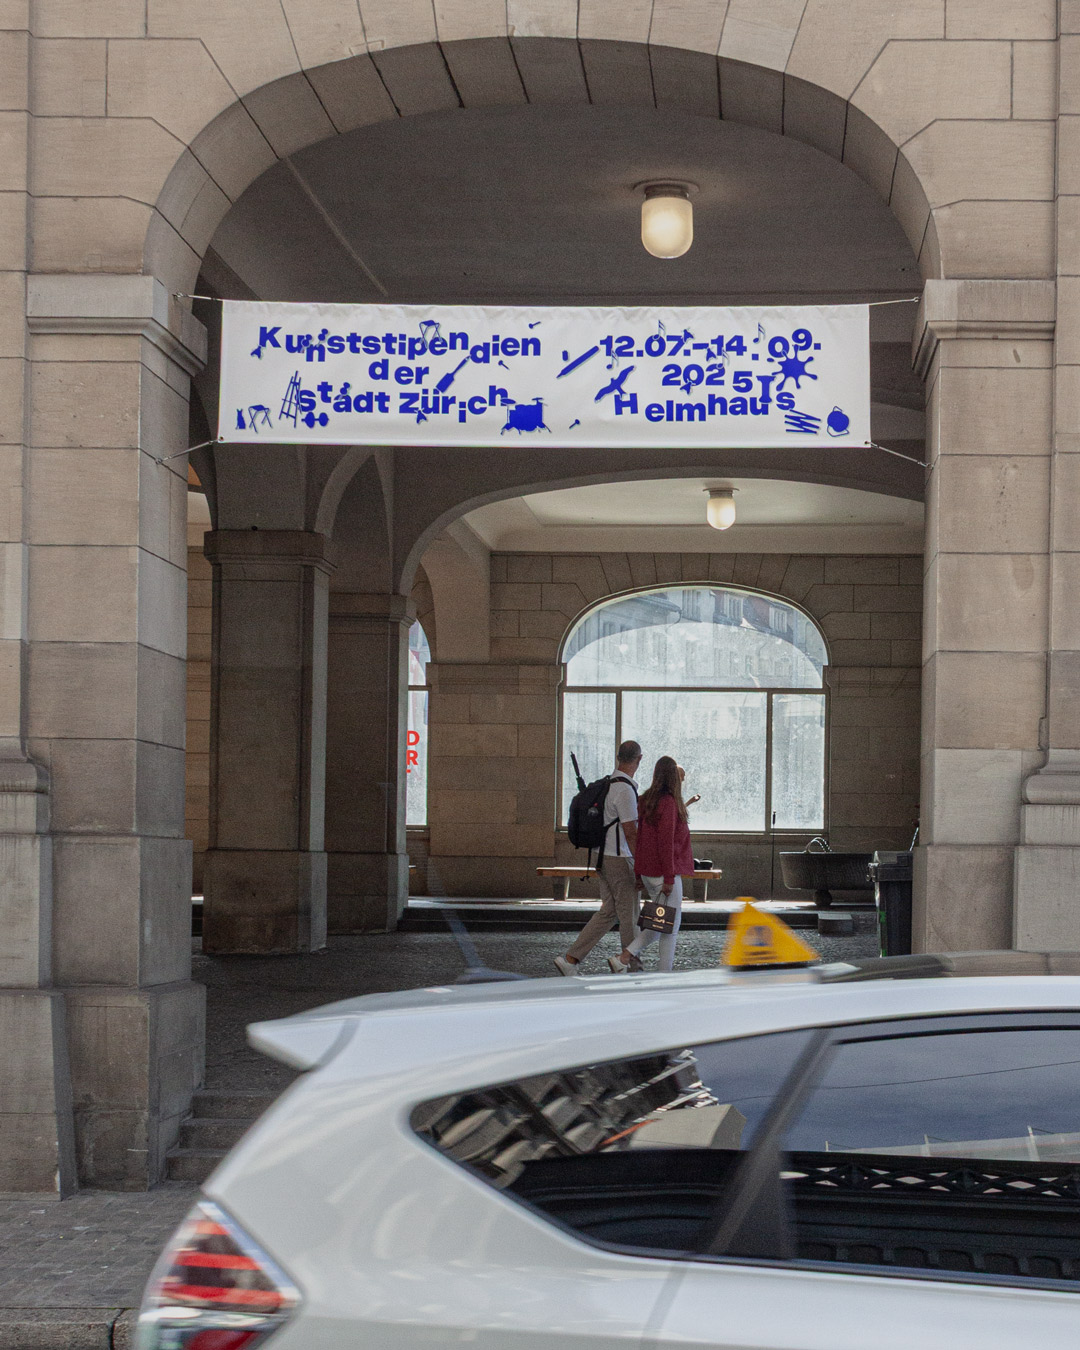 Kunststipendien
der
Stadt Zürich
12.07.–14.09.
2025
Helmhaus
D
R